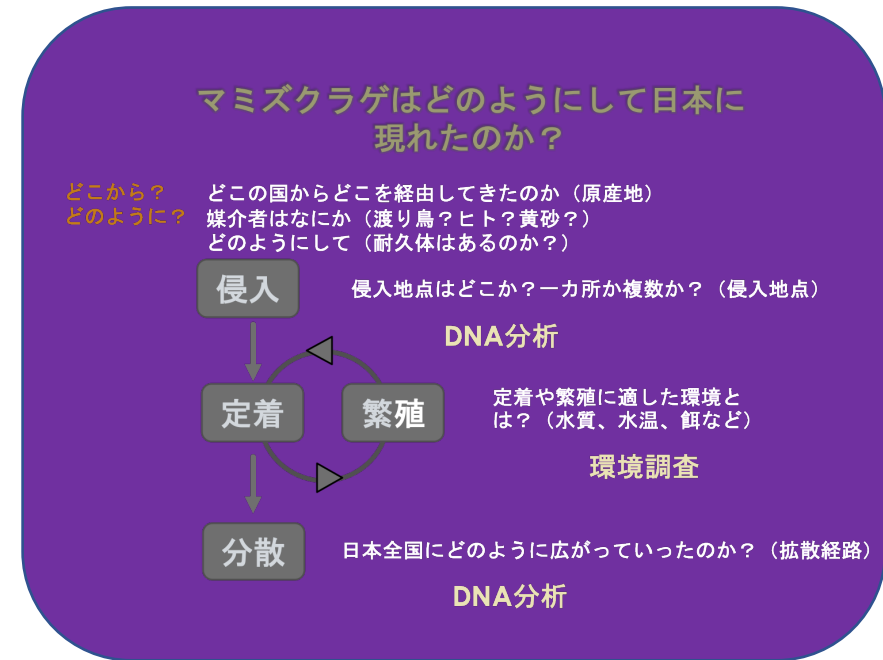 マミズクラゲはどのようにして日本に
現れたのか？
どこから？
どのように？
どこの国からどこを経由してきたのか（原産地）
媒介者はなにか（渡り鳥？ヒト？黄砂？）
どのようにして（耐久体はあるのか？）
侵入
侵入地点はどこか？一カ所か複数か？（侵入地点）
DNA分析
定着
繁殖
定着や繁殖に適した環境と
は？（水質、水温、餌など）
環境調査
分散
日本全国にどのように広がっていったのか？（拡散経路）
DNA分析